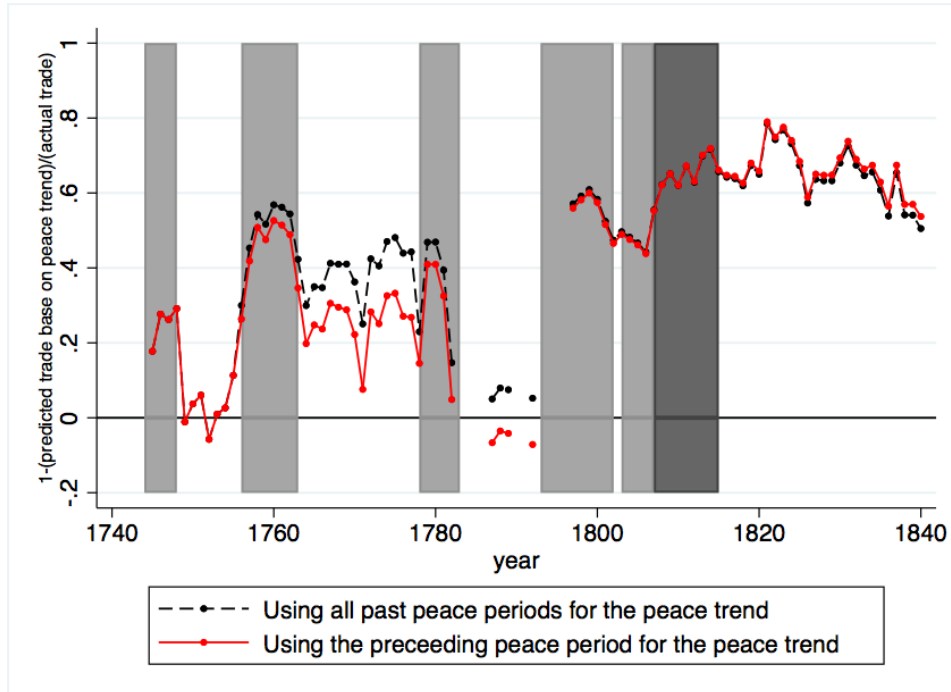 1-(predicted trade base on peace trend)/(actual trade)
1
.8
.6
.4
.2
0
-.2
1740 1760 1780 1800 1820 1840
year
Using all past peace periods for the peace trend
Using the preceeding peace period for the peace trend